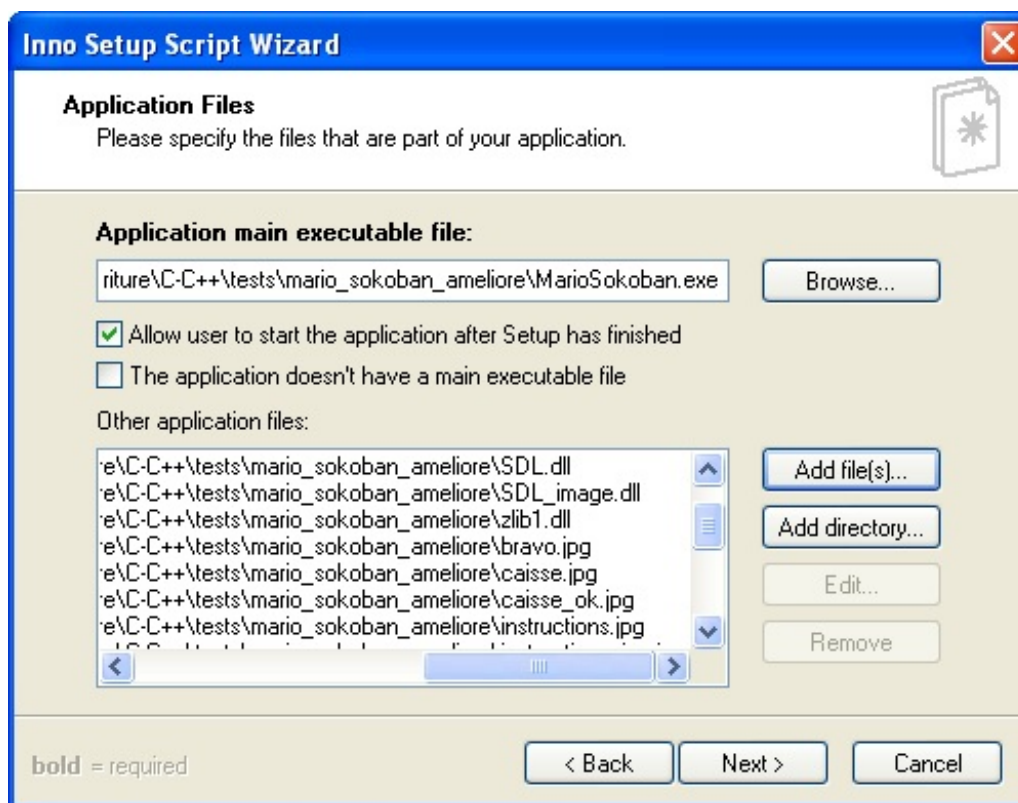 Inno Setup Script Wizard
Application Files
Please specify the files that are part of your application.
Application main executable file:
riture\C-C++\tests\mario_sokoban_ameliore\MarioSokoban.exe
Browse...
Allow user to start the application after Setup has finished
The application doesn't have a main executable file
Other application files:
e\C-C++\tests\mario_sokoban_ameliore\SDL.dll
e\C-C++\tests\mario_sokoban_ameliore\SDL_image.dll
e\C-C++\tests\mario_sokoban_ameliore\zlib1.dll
e\C-C++\tests\mario_sokoban_ameliore\bravo.jpg
e\C-C++\tests\mario_sokoban_ameliore\caisse.jpg
e\C-C++\tests\mario_sokoban_ameliore\caisse_ok.jpg
e\C-C++\tests\mario_sokoban_ameliore\instructions.jpg
Add file(s)...
Add directory...
Edit...
Remove
bold = required
< Back
Next >
Cancel